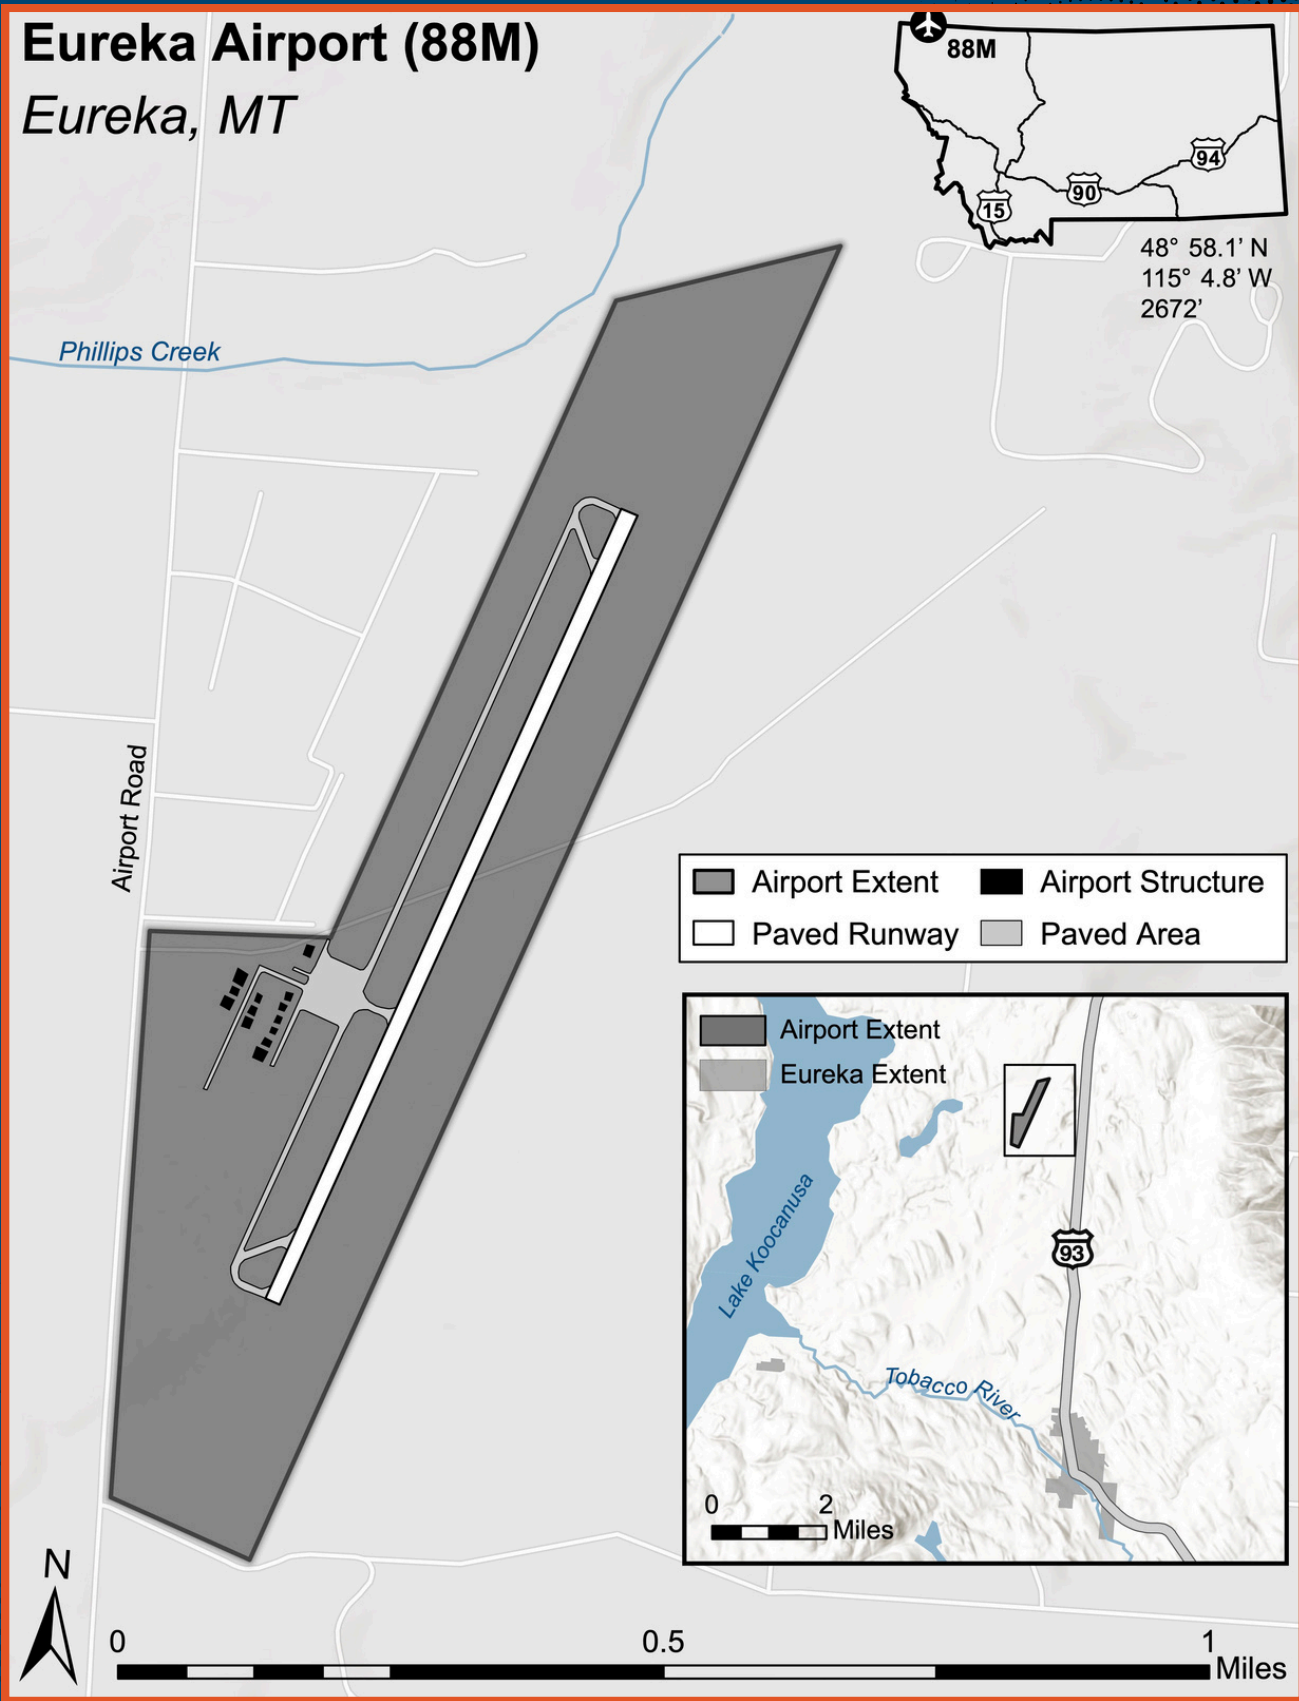 Eureka Airport (88M)
Eureka, MT
88M
94
90
15
48° 58.1' N
115° 4.8' W
2672'
Phillips Creek
Airport Road
Airport Extent
Airport Structure
Paved Runway
Paved Area
Airport Extent
Eureka Extent
Lake Koocanusa
93
Tobacco River
0 2
Miles
N
0 0.5 1
Miles